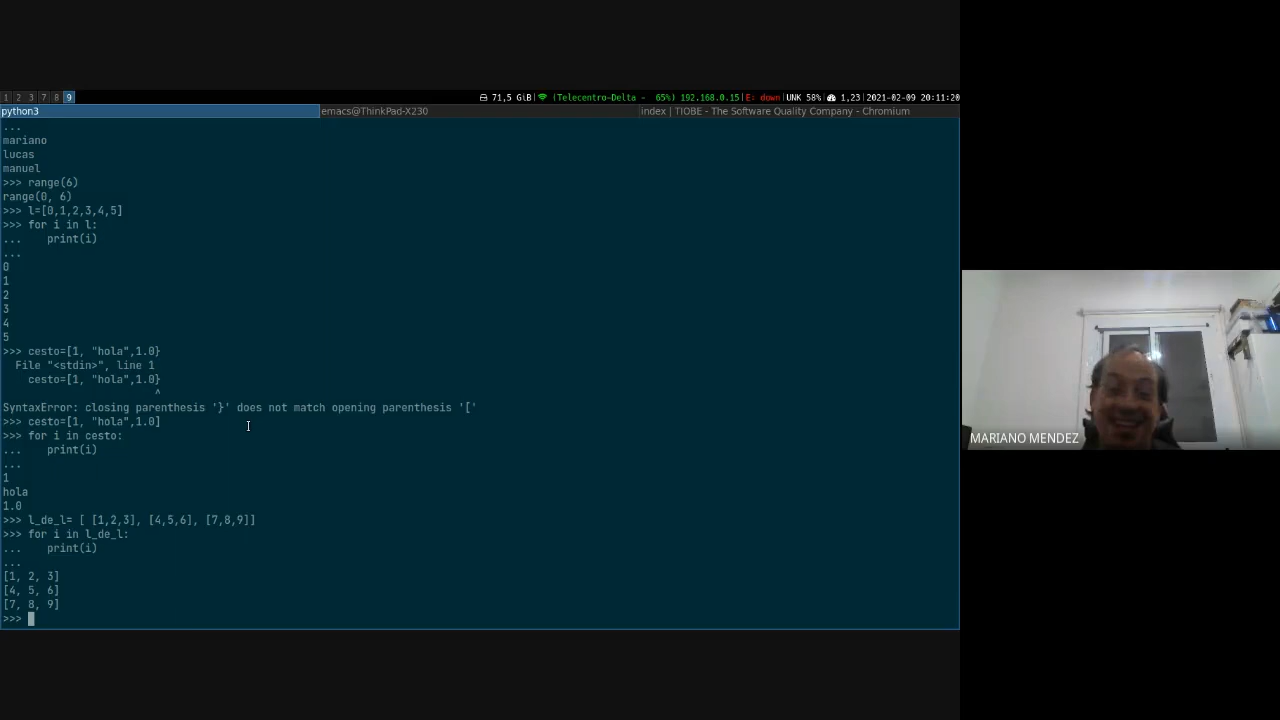 1 2 3 7 8 9
71,5 GiB| (Telecentro-Delta - 65%) 192.168.0.15|E: down|UNK 58%| 1,23|2021-02-09 20:11:20
python3
emacs@ThinkPad-X230
index | TIOBE - The Software Quality Company - Chromium
...
mariano
lucas
manuel
>>> range(6)
range(0, 6)
>>> l=[0,1,2,3,4,5]
>>> for i in l:
...    print(i)
...
0
1
2
3
4
5
>>> cesto=[1, "hola",1.0}
  File "<stdin>", line 1
    cesto=[1, "hola",1.0}
                        ^
SyntaxError: closing parenthesis '}' does not match opening parenthesis '['
>>> cesto=[1, "hola",1.0]
>>> for i in cesto:
...    print(i)
...
1
hola
1.0
>>> l_de_l= [ [1,2,3], [4,5,6], [7,8,9]]
>>> for i in l_de_l:
...    print(i)
...
[1, 2, 3]
[4, 5, 6]
[7, 8, 9]
>>>
MARIANO MENDEZ